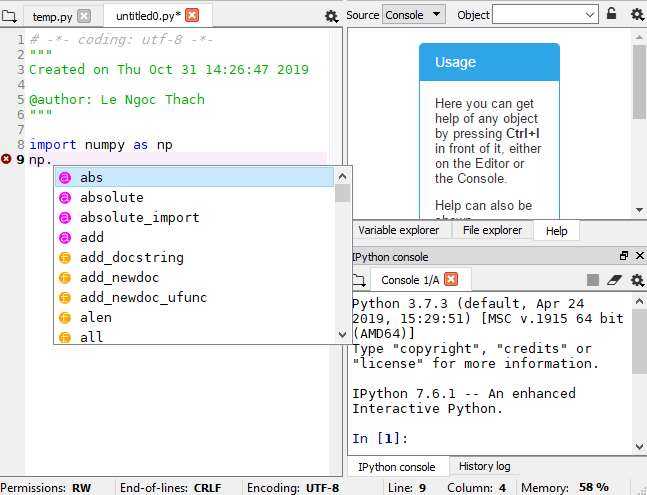 temp.py
untitled0.py*
1 # -*- coding: utf-8 -*-
2 """
3 Created on Thu Oct 31 14:26:47 2019
4
5 @author: Le Ngoc Thach
6 """
7
8 import numpy as np
9 np.
abs
absolute
absolute_import
add
add_docstring
add_newdoc
add_newdoc_ufunc
alen
all
Source Console Object
Usage
Here you can get
help of any object
by pressing Ctrl+I
in front of it, either
on the Editor or
the Console.
Help can also be
shown
Variable explorer File explorer Help
IPython console
Console 1/A
Python 3.7.3 (default, Apr 24
2019, 15:29:51) [MSC v.1915 64 bit
(AMD64)]
Type "copyright", "credits" or
"license" for more information.
IPython 7.6.1 -- An enhanced
Interactive Python.
In [1]:
IPython console History log
Permissions: RW End-of-lines: CRLF Encoding: UTF-8 Line: 9 Column: 4 Memory: 58 %